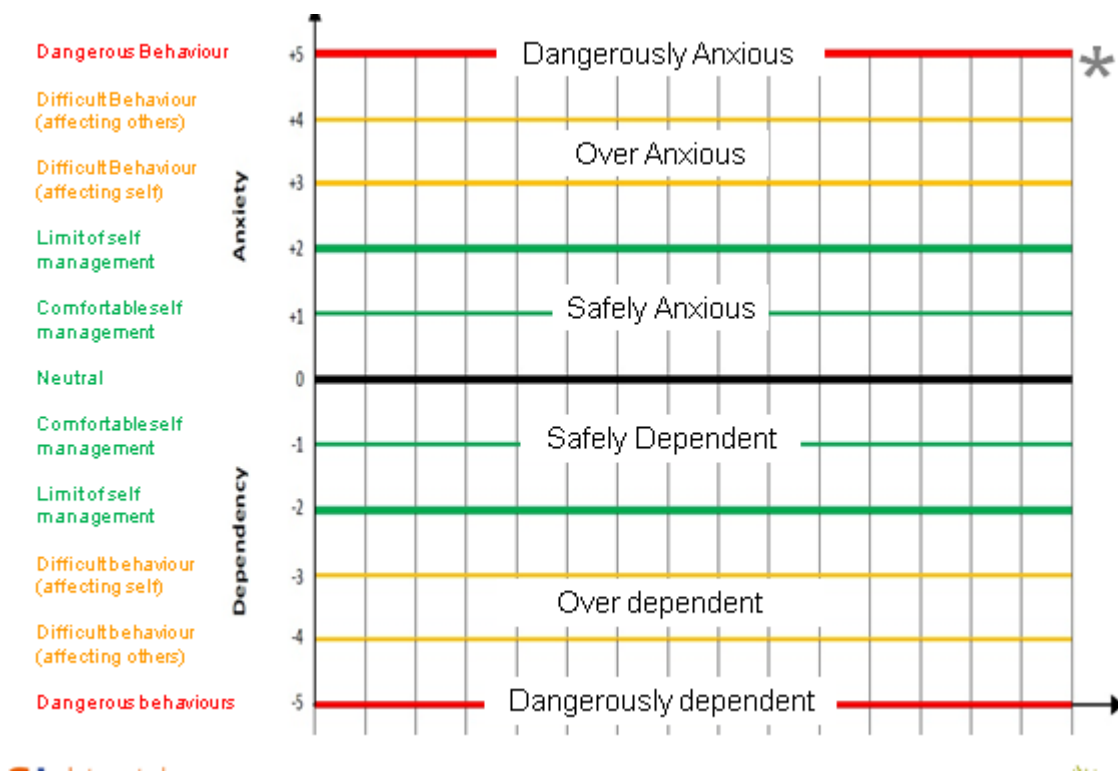 Dangerous Behaviour
+5
Dangerously Anxious
*
Difficult Behaviour
(affecting others)
+4
Over Anxious
Difficult Behaviour
(affecting self)
+3
Anxiety
Limit of self
management
+2
Comfortable self
management
+1
Safely Anxious
Neutral
0
Comfortable self
management
-1
Safely Dependent
Limit of self
management
-2
Dependency
Difficult behaviour
(affecting self)
-3
Over dependent
Difficult behaviour
(affecting others)
-4
Dangerous behaviours
-5
Dangerously dependent